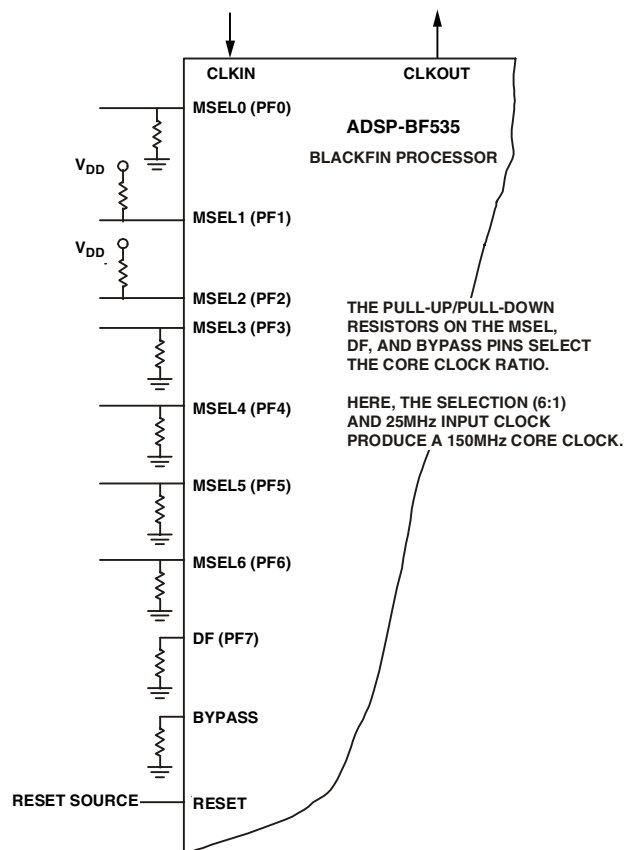 CLKIN
CLKOUT
MSEL0 (PF0)
ADSP-BF535
BLACKFIN PROCESSOR
VDD
MSEL1 (PF1)
VDD
MSEL2 (PF2)
MSEL3 (PF3)
THE PULL-UP/PULL-DOWN
RESISTORS ON THE MSEL,
DF, AND BYPASS PINS SELECT
THE CORE CLOCK RATIO.
HERE, THE SELECTION (6:1)
AND 25MHz INPUT CLOCK
PRODUCE A 150MHz CORE CLOCK.
MSEL4 (PF4)
MSEL5 (PF5)
MSEL6 (PF6)
DF (PF7)
BYPASS
RESET SOURCE
RESET